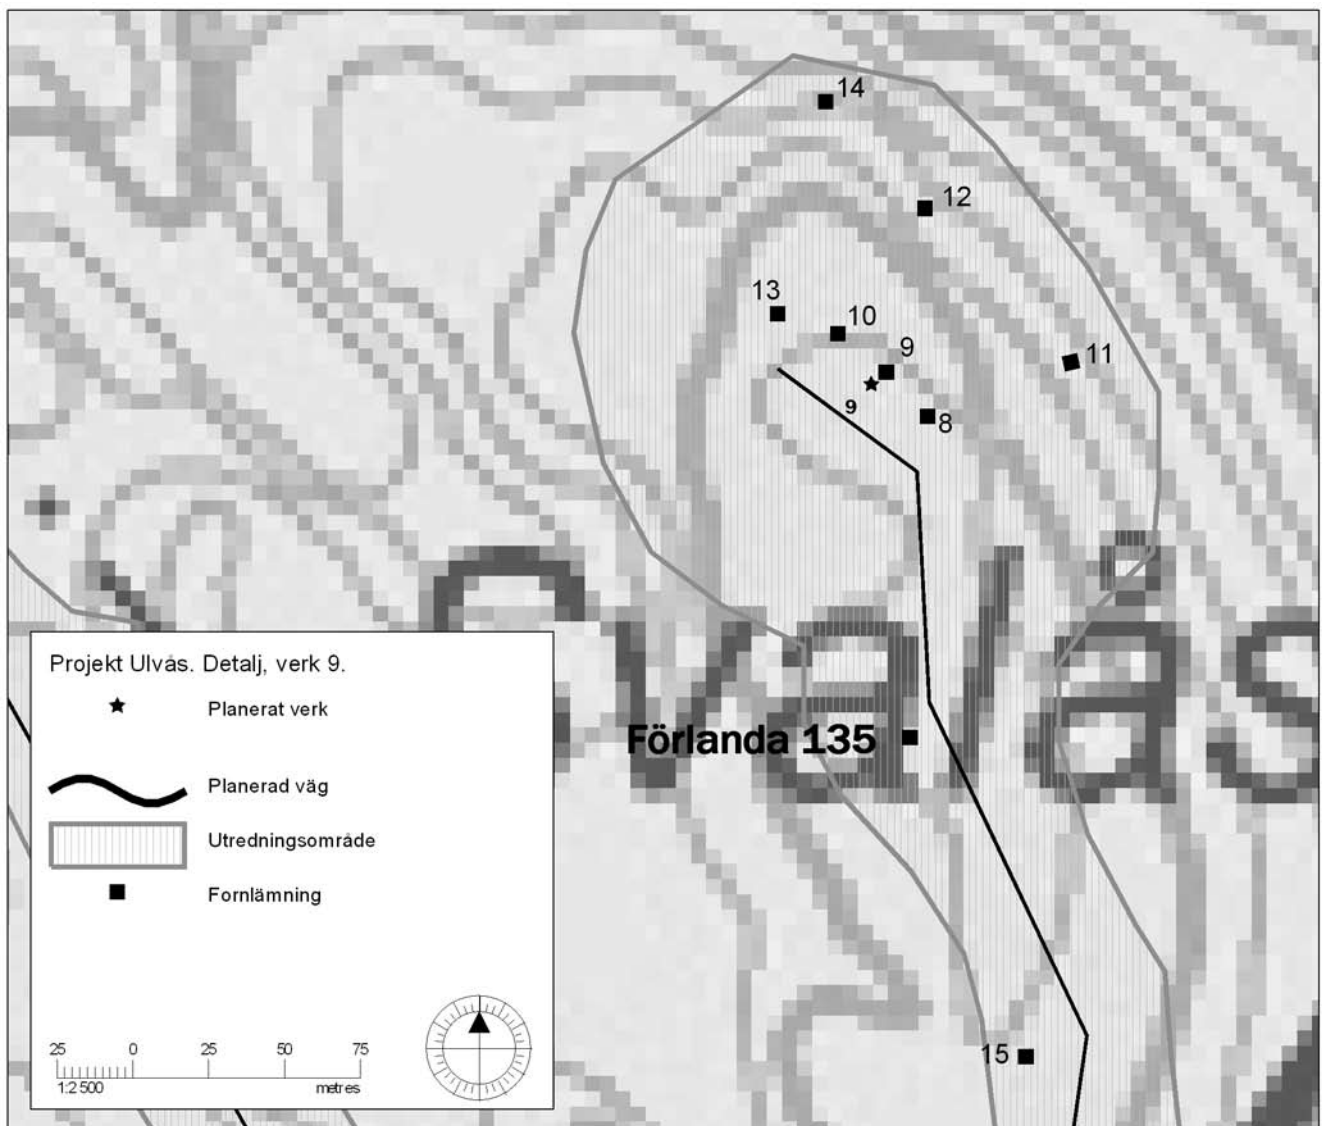 14
12
13
10
9
11
9
8
Förlanda 135
15
Projekt Ulvås. Detalj, verk 9.
Planerat verk
Planerad väg
Utredningsområde
Fornlämning
25 0 25 50 75
1:2 500 metres